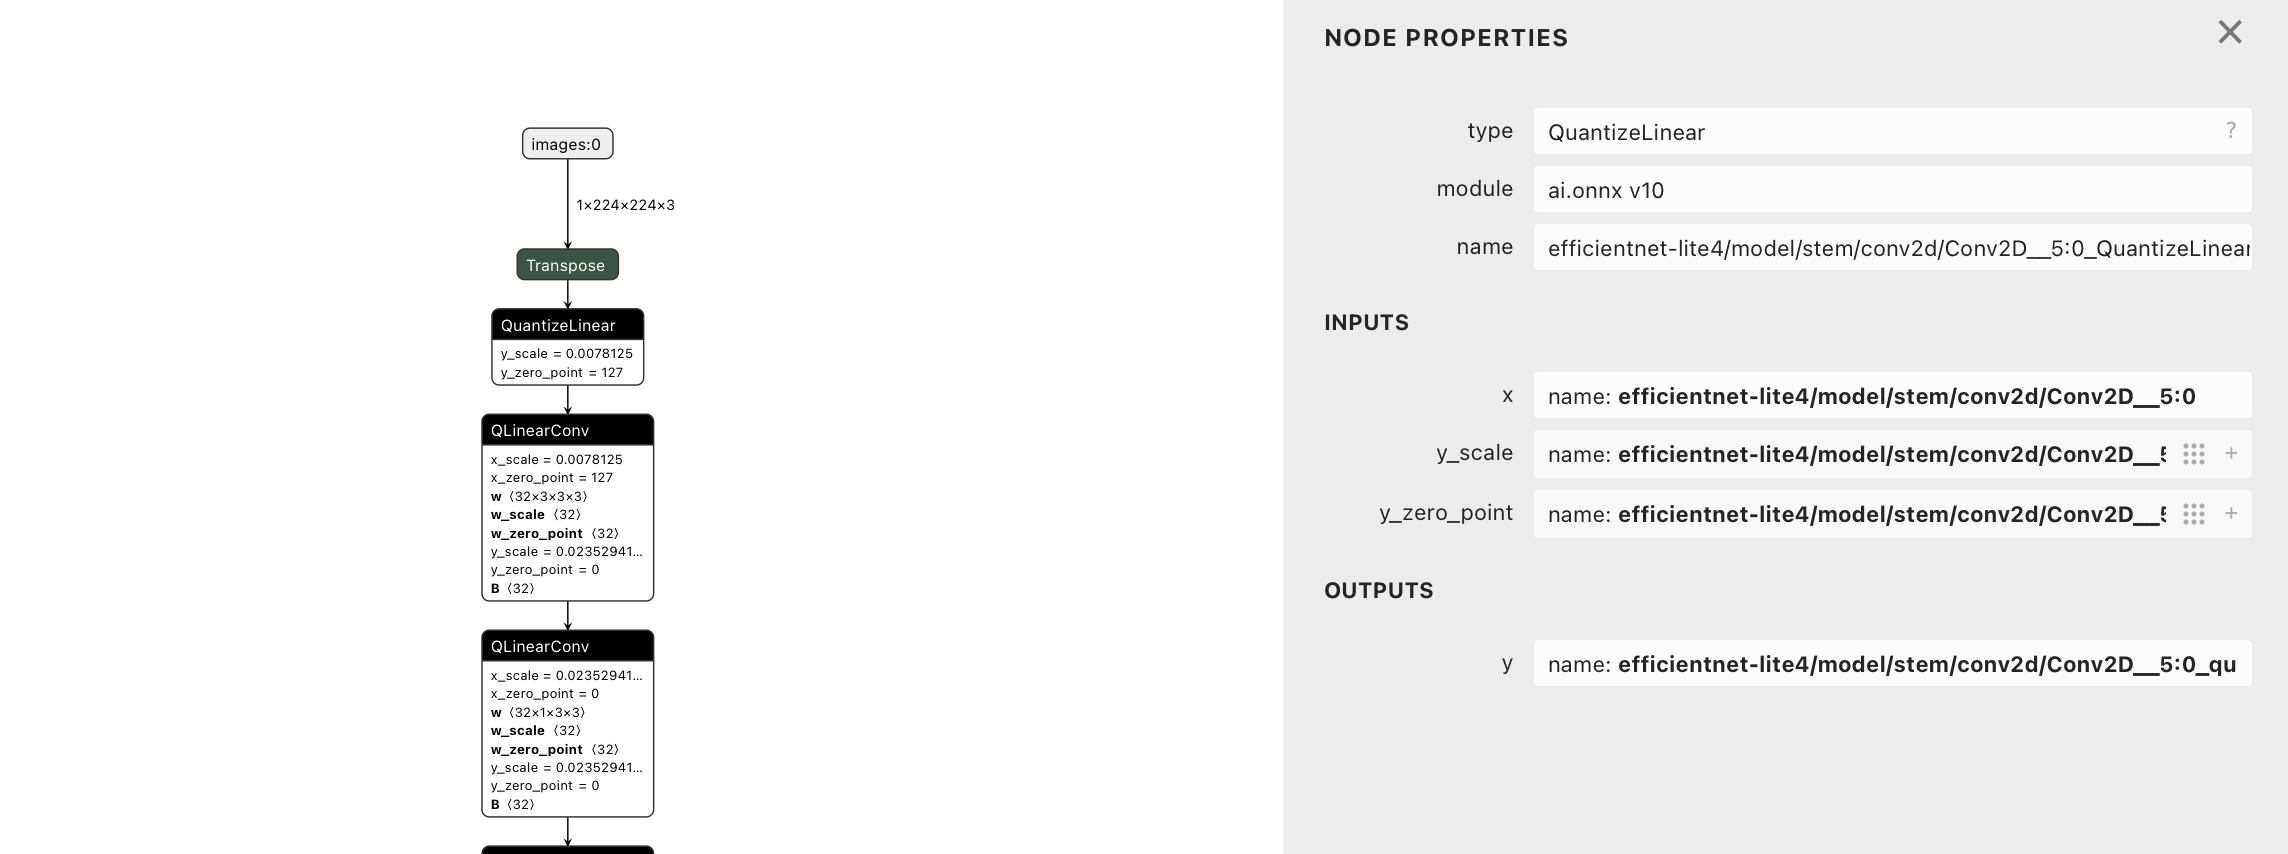 images:0
1×224×224×3
Transpose
QuantizeLinear
y_scale = 0.0078125
y_zero_point = 127
QLinearConv
x_scale = 0.0078125
x_zero_point = 127
w ⟨32×3×3×3⟩
w_scale ⟨32⟩
w_zero_point ⟨32⟩
y_scale = 0.02352941…
y_zero_point = 0
B ⟨32⟩
QLinearConv
x_scale = 0.02352941…
x_zero_point = 0
w ⟨32×1×3×3⟩
w_scale ⟨32⟩
w_zero_point ⟨32⟩
y_scale = 0.02352941…
y_zero_point = 0
B ⟨32⟩
NODE PROPERTIES ×
type QuantizeLinear ?
module ai.onnx v10
name efficientnet-lite4/model/stem/conv2d/Conv2D__5:0_QuantizeLinear
INPUTS
x name: efficientnet-lite4/model/stem/conv2d/Conv2D__5:0
y_scale name: efficientnet-lite4/model/stem/conv2d/Conv2D__5 +
y_zero_point name: efficientnet-lite4/model/stem/conv2d/Conv2D__5 +
OUTPUTS
y name: efficientnet-lite4/model/stem/conv2d/Conv2D__5:0_qu